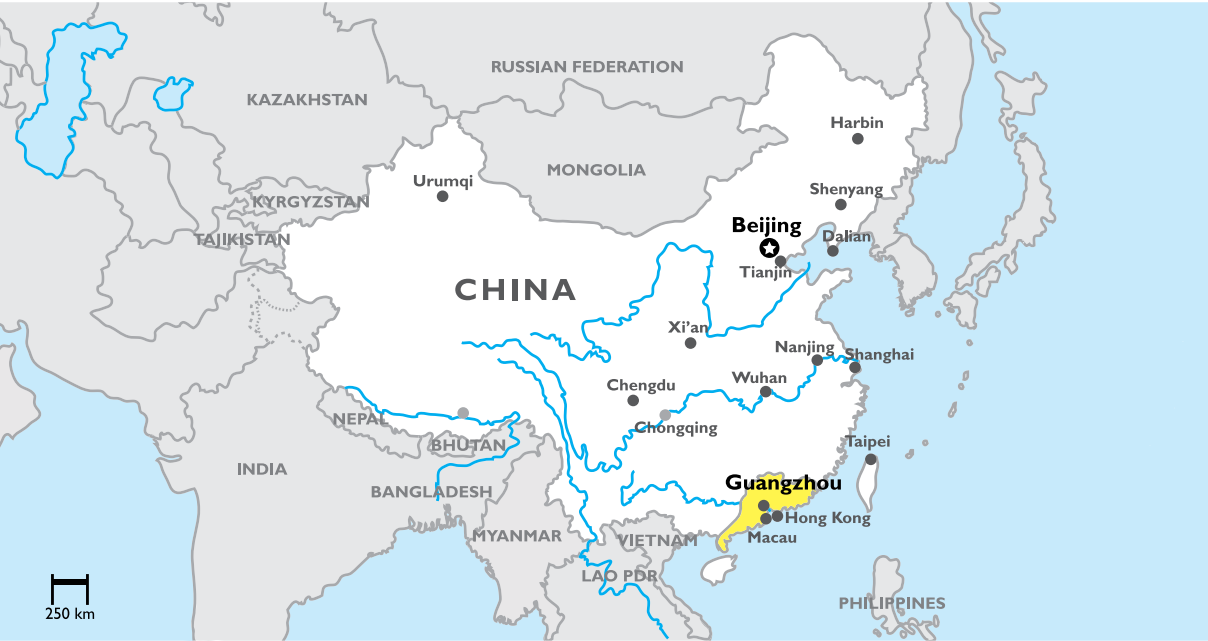 RUSSIAN FEDERATION
KAZAKHSTAN
Harbin
MONGOLIA
Urumqi
Shenyang
KYRGYZSTAN
Beijing
Dalian
TAJIKISTAN
Tianjin
CHINA
Xi'an
Nanjing
Shanghai
Wuhan
Chengdu
NEPAL
Chongqing
BHUTAN
Taipei
INDIA
Guangzhou
BANGLADESH
Hong Kong
MYANMAR
Macau
VIETNAM
LAO PDR
PHILIPPINES
250 km